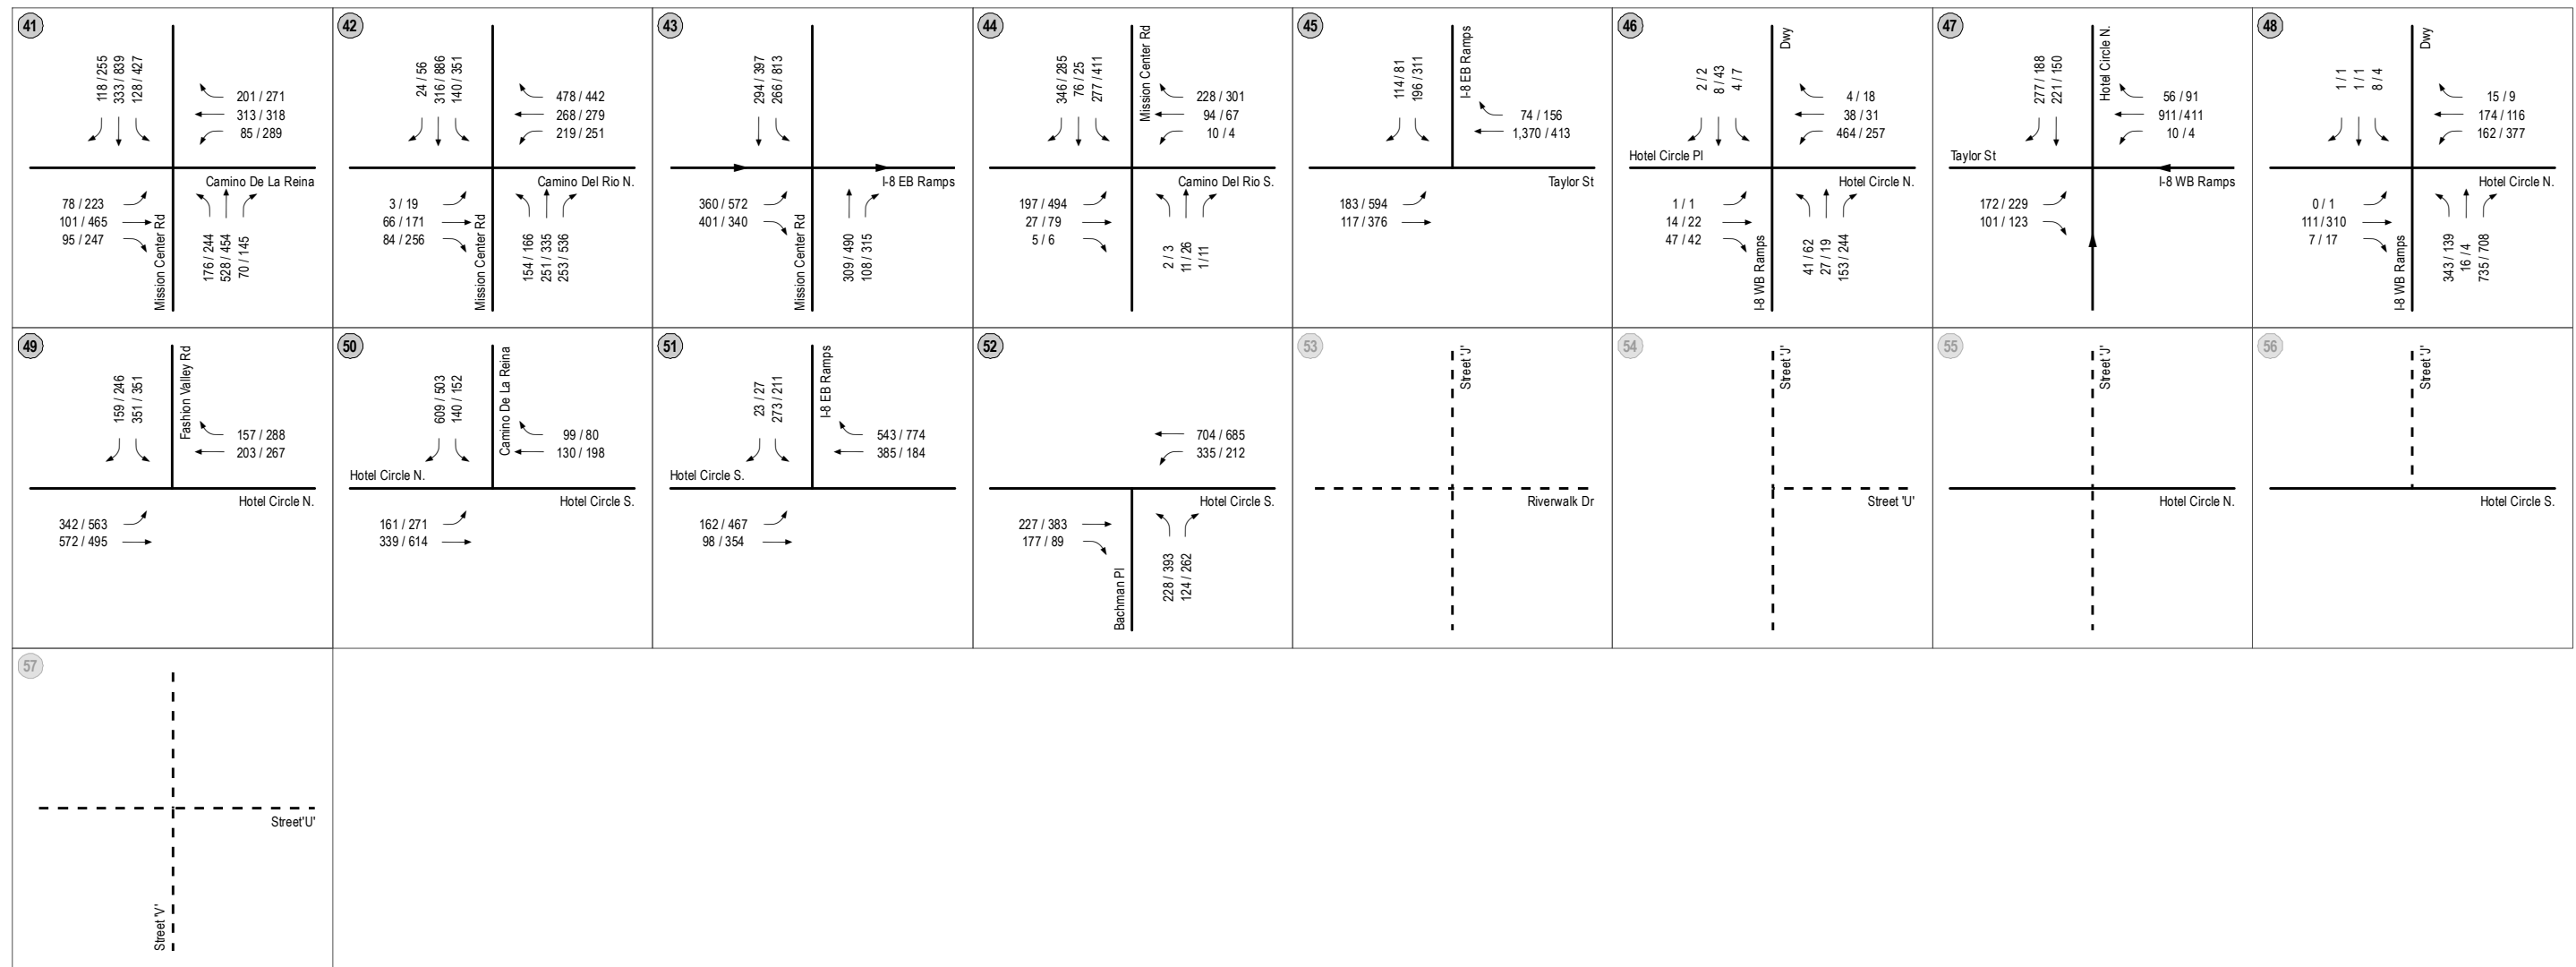 41
118 / 255
333 / 839
128 / 427
201 / 271
313 / 318
85 / 289
Camino De La Reina
78 / 223
101 / 465
95 / 247
Mission Center Rd
176 / 244
528 / 454
70 / 145
42
24 / 56
316 / 886
140 / 351
478 / 442
268 / 279
219 / 251
Camino Del Rio N.
3 / 19
66 / 171
84 / 256
Mission Center Rd
154 / 166
251 / 335
253 / 536
43
294 / 397
266 / 813
I-8 EB Ramps
360 / 572
401 / 340
Mission Center Rd
309 / 490
108 / 315
44
346 / 285
76 / 25
277 / 411
Mission Center Rd
228 / 301
94 / 67
10 / 4
Camino Del Rio S.
197 / 494
27 / 79
5 / 6
2 / 3
11 / 26
1 / 11
45
114 / 81
196 / 311
I-8 EB Ramps
74 / 156
1,370 / 413
Taylor St
183 / 594
117 / 376
46
2 / 2
8 / 43
4 / 7
Dwy
4 / 18
38 / 31
464 / 257
Hotel Circle Pl
Hotel Circle N.
1 / 1
14 / 22
47 / 42
I-8 WB Ramps
41 / 62
27 / 19
153 / 244
47
277 / 188
221 / 150
Hotel Circle N.
56 / 91
911 / 411
10 / 4
Taylor St
I-8 WB Ramps
172 / 229
101 / 123
48
1 / 1
1 / 1
8 / 4
Dwy
15 / 9
174 / 116
162 / 377
Hotel Circle N.
0 / 1
111 / 310
7 / 17
I-8 WB Ramps
343 / 139
16 / 4
735 / 708
49
159 / 246
351 / 351
Fashion Valley Rd
157 / 288
203 / 267
Hotel Circle N.
342 / 563
572 / 495
50
609 / 503
140 / 152
Camino De La Reina
99 / 80
130 / 198
Hotel Circle N.
Hotel Circle S.
161 / 271
339 / 614
51
23 / 27
273 / 211
I-8 EB Ramps
543 / 774
385 / 184
Hotel Circle S.
162 / 467
98 / 354
52
704 / 685
335 / 212
Hotel Circle S.
227 / 383
177 / 89
Bachman Pl
228 / 393
124 / 262
53
Street 'J'
Riverwalk Dr
54
Street 'J'
Street 'U'
55
Street 'J'
Hotel Circle N.
56
Street 'J'
Hotel Circle S.
57
Street'U'
Street 'V'